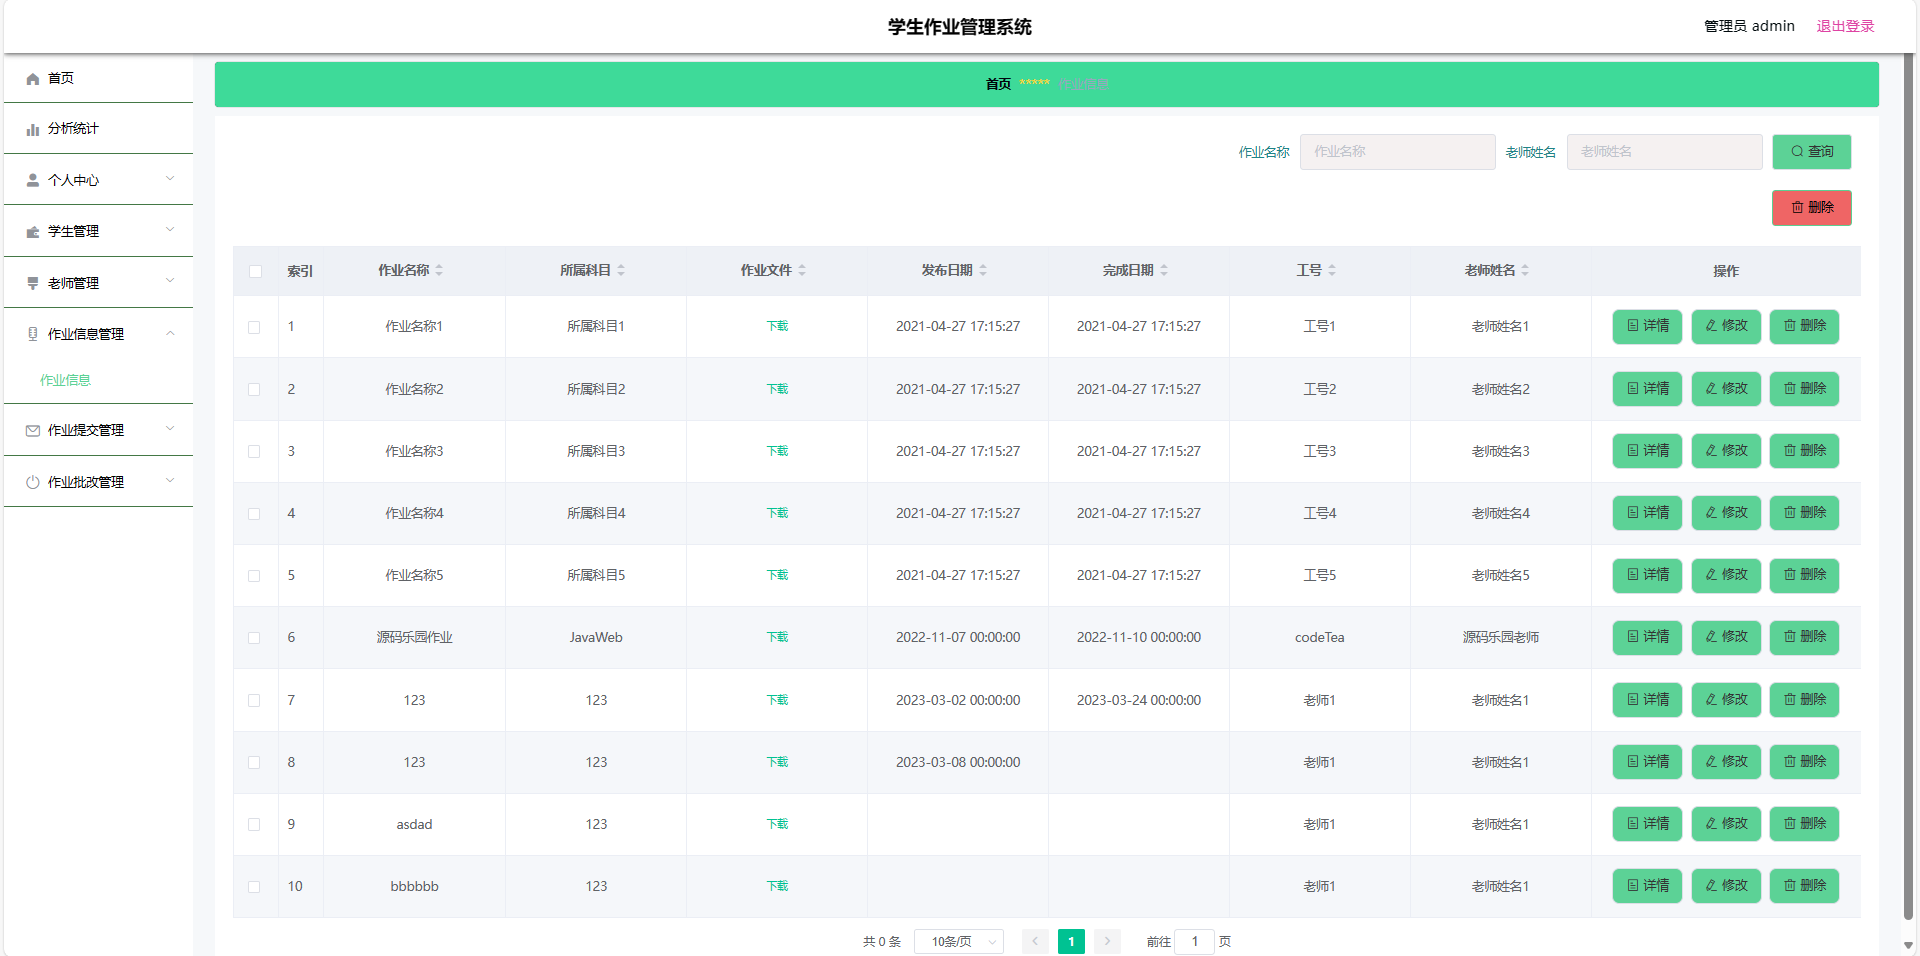 学生作业管理系统
管理员 admin 退出登录
首页
分析统计
个人中心
学生管理
老师管理
作业信息管理
作业信息
作业提交管理
作业批改管理
首页 ***** 作业信息
作业名称 作业名称 老师姓名 老师姓名 查询
删除
索引 作业名称 所属科目 作业文件 发布日期 完成日期 工号 老师姓名 操作
1 作业名称1 所属科目1 下载 2021-04-27 17:15:27 2021-04-27 17:15:27 工号1 老师姓名1 详情 修改 删除
2 作业名称2 所属科目2 下载 2021-04-27 17:15:27 2021-04-27 17:15:27 工号2 老师姓名2 详情 修改 删除
3 作业名称3 所属科目3 下载 2021-04-27 17:15:27 2021-04-27 17:15:27 工号3 老师姓名3 详情 修改 删除
4 作业名称4 所属科目4 下载 2021-04-27 17:15:27 2021-04-27 17:15:27 工号4 老师姓名4 详情 修改 删除
5 作业名称5 所属科目5 下载 2021-04-27 17:15:27 2021-04-27 17:15:27 工号5 老师姓名5 详情 修改 删除
6 源码乐园作业 JavaWeb 下载 2022-11-07 00:00:00 2022-11-10 00:00:00 codeTea 源码乐园老师 详情 修改 删除
7 123 123 下载 2023-03-02 00:00:00 2023-03-24 00:00:00 老师1 老师姓名1 详情 修改 删除
8 123 123 下载 2023-03-08 00:00:00 老师1 老师姓名1 详情 修改 删除
9 asdad 123 下载 老师1 老师姓名1 详情 修改 删除
10 bbbbbb 123 下载 老师1 老师姓名1 详情 修改 删除
共 0 条 10条/页 1 前往 1 页